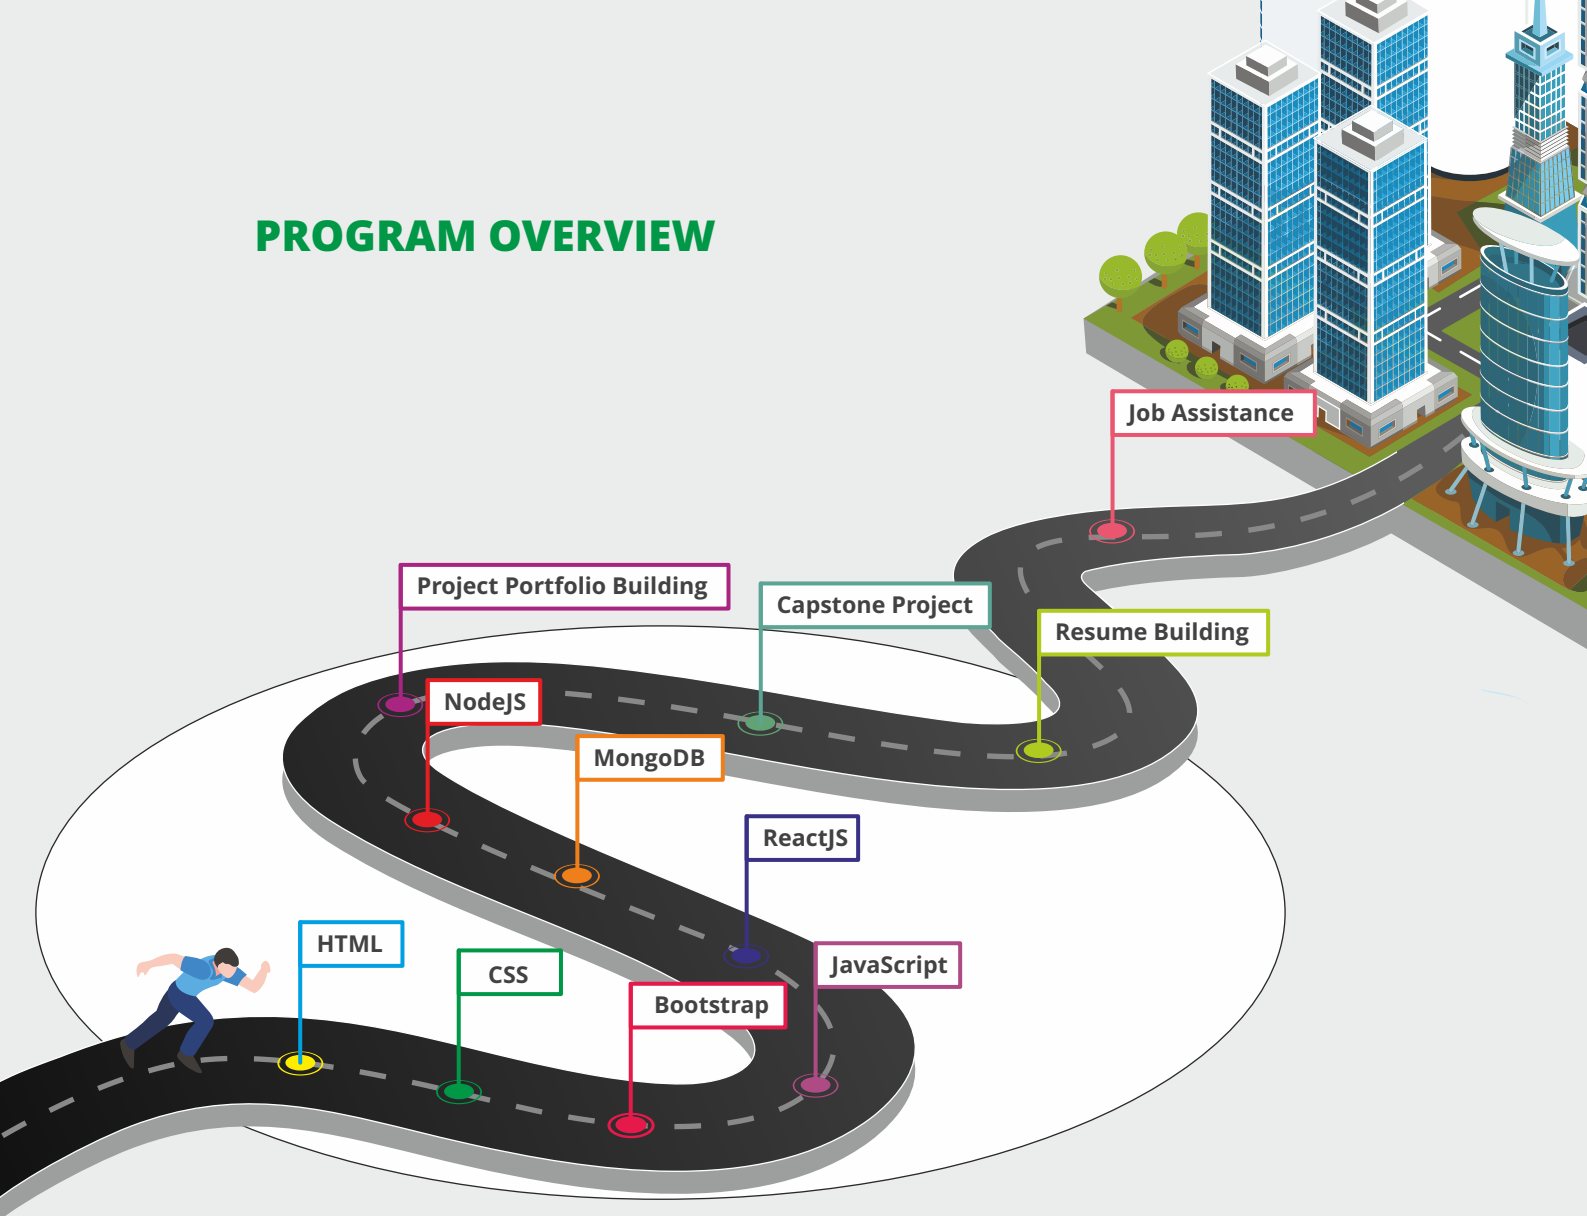 PROGRAM OVERVIEW
Job Assistance
Project Portfolio Building
Capstone Project
Resume Building
NodeJS
MongoDB
ReactJS
HTML
CSS
JavaScript
Bootstrap